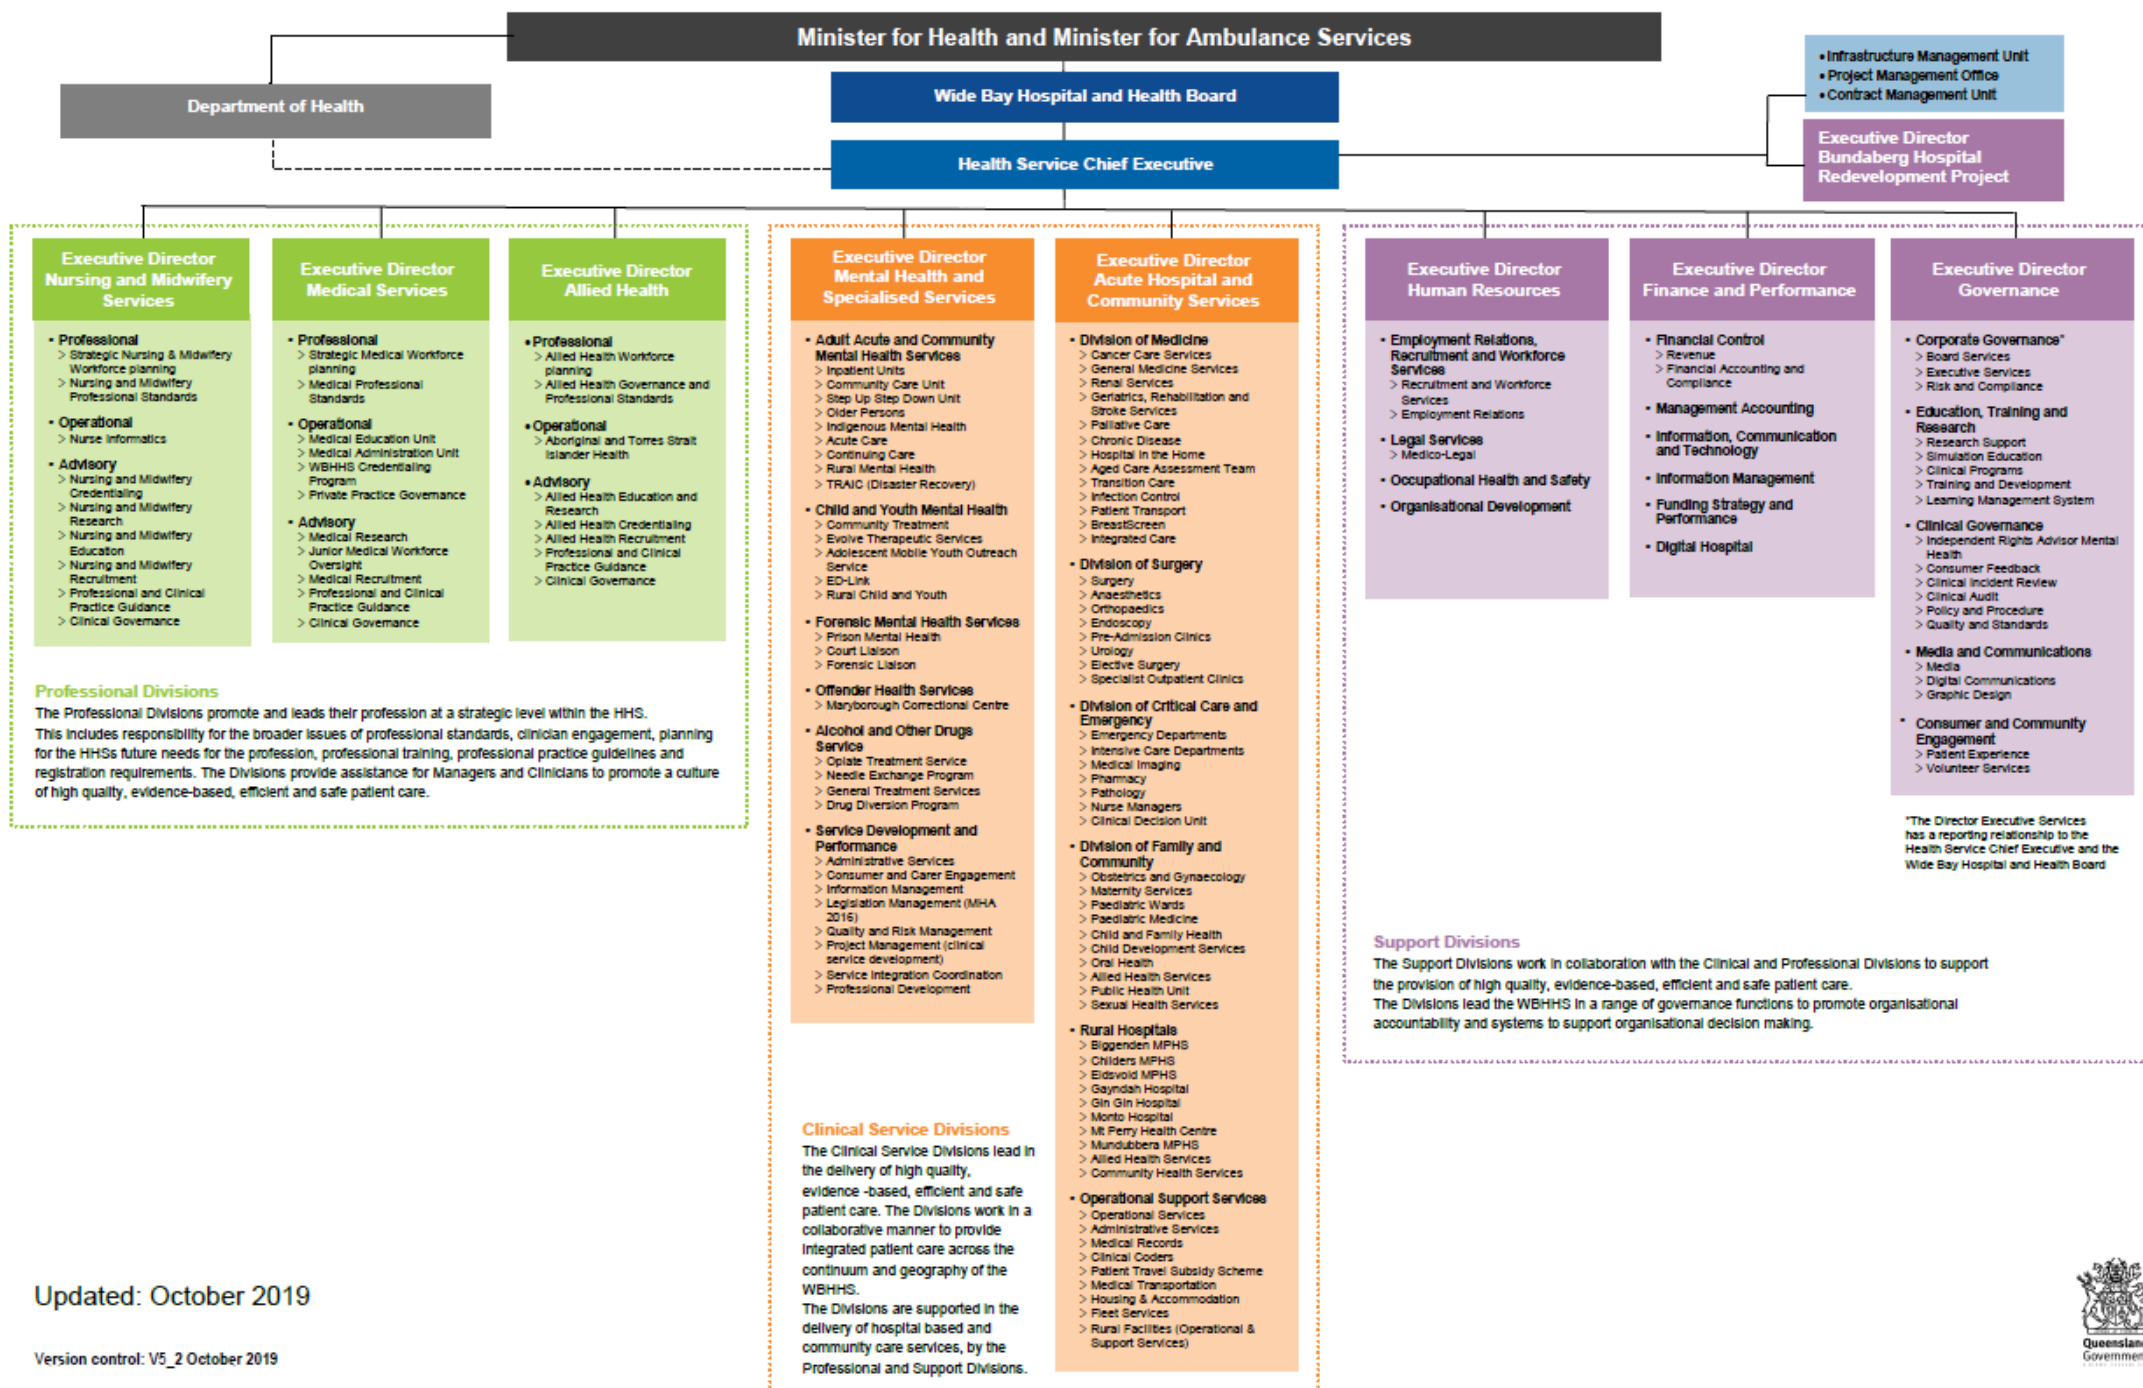 Minister for Health and Minister for Ambulance Services
Department of Health
Wide Bay Hospital and Health Board
Health Service Chief Executive
• Infrastructure Management Unit
• Project Management Office
• Contract Management Unit
Executive Director
Bundaberg Hospital
Redevelopment Project
Executive Director
Nursing and Midwifery
Services
• Professional
> Strategic Nursing & Midwifery
Workforce planning
> Nursing and Midwifery
Professional Standards
• Operational
> Nurse Informatics
• Advisory
> Nursing and Midwifery
Credentialing
> Nursing and Midwifery
Research
> Nursing and Midwifery
Education
> Nursing and Midwifery
Recruitment
> Professional and Clinical
Practice Guidance
> Clinical Governance
Executive Director
Medical Services
• Professional
> Strategic Medical Workforce
planning
> Medical Professional
Standards
• Operational
> Medical Education Unit
> Medical Administration Unit
> WBHHS Credentialing
Program
> Private Practice Governance
• Advisory
> Medical Research
> Junior Medical Workforce
Oversight
> Medical Recruitment
> Professional and Clinical
Practice Guidance
> Clinical Governance
Executive Director
Allied Health
• Professional
> Allied Health Workforce
planning
> Allied Health Governance and
Professional Standards
• Operational
> Aboriginal and Torres Strait
Islander Health
• Advisory
> Allied Health Education and
Research
> Allied Health Credentialing
> Allied Health Recruitment
> Professional and Clinical
Practice Guidance
> Clinical Governance
Professional Divisions
The Professional Divisions promote and leads their profession at a strategic level within the HHS.
This includes responsibility for the broader issues of professional standards, clinician engagement, planning
for the HHSs future needs for the profession, professional training, professional practice guidelines and
registration requirements. The Divisions provide assistance for Managers and Clinicians to promote a culture
of high quality, evidence-based, efficient and safe patient care.
Executive Director
Mental Health and
Specialised Services
• Adult Acute and Community
Mental Health Services
> Inpatient Units
> Community Care Unit
> Step Up Step Down Unit
> Older Persons
> Indigenous Mental Health
> Acute Care
> Continuing Care
> Rural Mental Health
> TRAIC (Disaster Recovery)
• Child and Youth Mental Health
> Community Treatment
> Evolve Therapeutic Services
> Adolescent Mobile Youth Outreach
Service
> ED-Link
> Rural Child and Youth
• Forensic Mental Health Services
> Prison Mental Health
> Court Liaison
> Forensic Liaison
• Offender Health Services
> Maryborough Correctional Centre
• Alcohol and Other Drugs
Service
> Opiate Treatment Service
> Needle Exchange Program
> General Treatment Services
> Drug Diversion Program
• Service Development and
Performance
> Administrative Services
> Consumer and Carer Engagement
> Information Management
> Legislation Management (MHA
2016)
> Quality and Risk Management
> Project Management (clinical
service development)
> Service Integration Coordination
> Professional Development
Clinical Service Divisions
The Clinical Service Divisions lead in
the delivery of high quality,
evidence -based, efficient and safe
patient care. The Divisions work in a
collaborative manner to provide
integrated patient care across the
continuum and geography of the
WBHHS.
The Divisions are supported in the
delivery of hospital based and
community care services, by the
Professional and Support Divisions.
Executive Director
Acute Hospital and
Community Services
• Division of Medicine
> Cancer Care Services
> General Medicine Services
> Renal Services
> Geriatrics, Rehabilitation and
Stroke Services
> Palliative Care
> Chronic Disease
> Hospital in the Home
> Aged Care Assessment Team
> Transition Care
> Infection Control
> Patient Transport
> BreastScreen
> Integrated Care
• Division of Surgery
> Surgery
> Anaesthetics
> Orthopaedics
> Endoscopy
> Pre-Admission Clinics
> Urology
> Elective Surgery
> Specialist Outpatient Clinics
• Division of Critical Care and
Emergency
> Emergency Departments
> Intensive Care Departments
> Medical Imaging
> Pharmacy
> Pathology
> Nurse Managers
> Clinical Decision Unit
• Division of Family and
Community
> Obstetrics and Gynaecology
> Maternity Services
> Paediatric Wards
> Paediatric Medicine
> Child and Family Health
> Child Development Services
> Oral Health
> Allied Health Services
> Public Health Unit
> Sexual Health Services
• Rural Hospitals
> Biggenden MPHS
> Childers MPHS
> Eidsvold MPHS
> Gayndah Hospital
> Gin Gin Hospital
> Monto Hospital
> Mt Perry Health Centre
> Mundubbera MPHS
> Allied Health Services
> Community Health Services
• Operational Support Services
> Operational Services
> Administrative Services
> Medical Records
> Clinical Coders
> Patient Travel Subsidy Scheme
> Medical Transportation
> Housing & Accommodation
> Fleet Services
> Rural Facilities (Operational &
Support Services)
Executive Director
Human Resources
• Employment Relations,
Recruitment and Workforce
Services
> Recruitment and Workforce
Services
> Employment Relations
• Legal Services
> Medico-Legal
• Occupational Health and Safety
• Organisational Development
Executive Director
Finance and Performance
• Financial Control
> Revenue
> Financial Accounting and
Compliance
• Management Accounting
• Information, Communication
and Technology
• Information Management
• Funding Strategy and
Performance
• Digital Hospital
Executive Director
Governance
• Corporate Governance*
> Board Services
> Executive Services
> Risk and Compliance
• Education, Training and
Research
> Research Support
> Simulation Education
> Clinical Programs
> Training and Development
> Learning Management System
• Clinical Governance
> Independent Rights Advisor Mental
Health
> Consumer Feedback
> Clinical Incident Review
> Clinical Audit
> Policy and Procedure
> Quality and Standards
• Media and Communications
> Media
> Digital Communications
> Graphic Design
• Consumer and Community
Engagement
> Patient Experience
> Volunteer Services
*The Director Executive Services
has a reporting relationship to the
Health Service Chief Executive and the
Wide Bay Hospital and Health Board
Support Divisions
The Support Divisions work in collaboration with the Clinical and Professional Divisions to support
the provision of high quality, evidence-based, efficient and safe patient care.
The Divisions lead the WBHHS in a range of governance functions to promote organisational
accountability and systems to support organisational decision making.
Updated: October 2019
Version control: V5_2 October 2019
Queenslan
Governmen